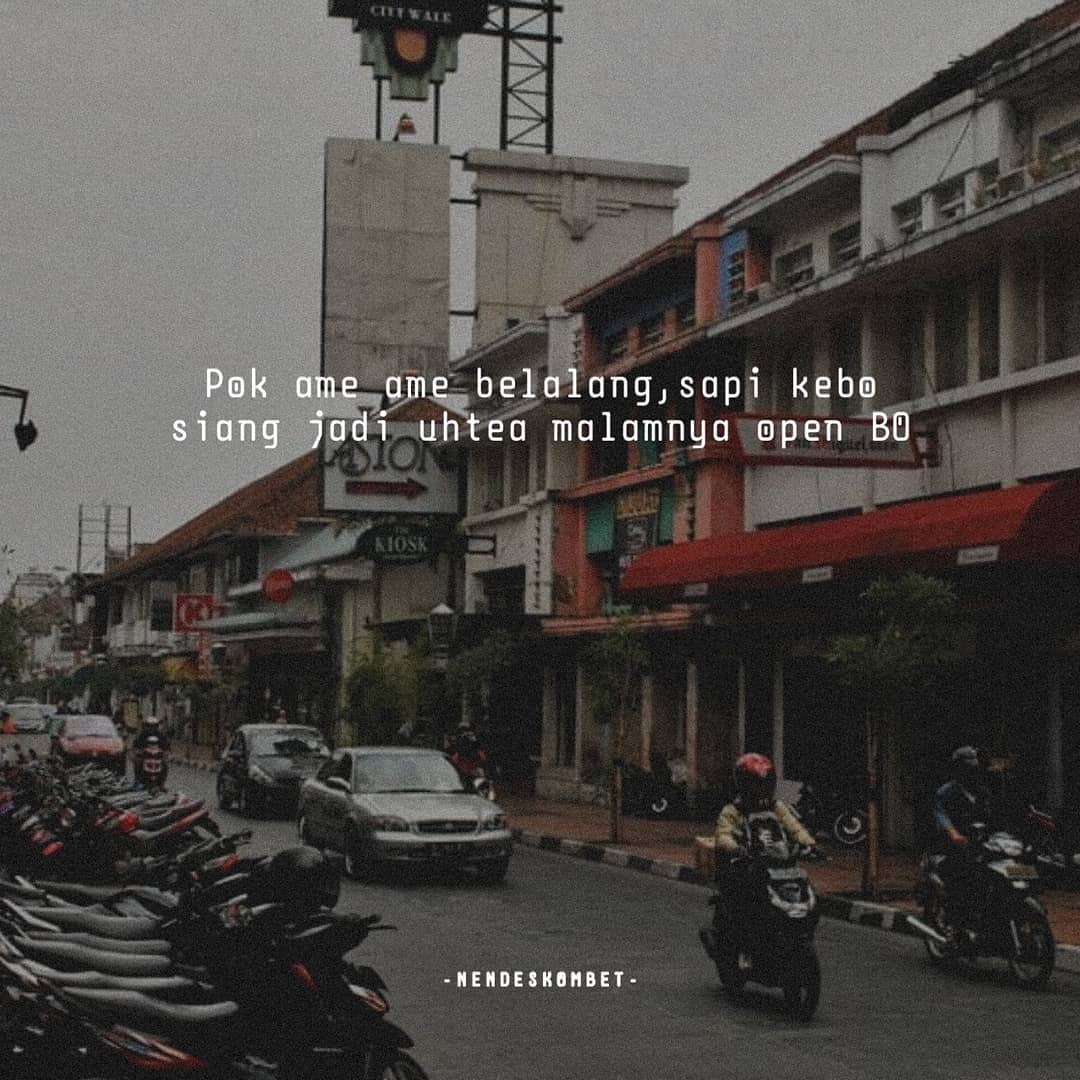 CITY WALK
Pok ame ame belalang,sapi kebo
siang jadi uhtea malamnya open BO
KIOSK
-NENDESKOMBET-